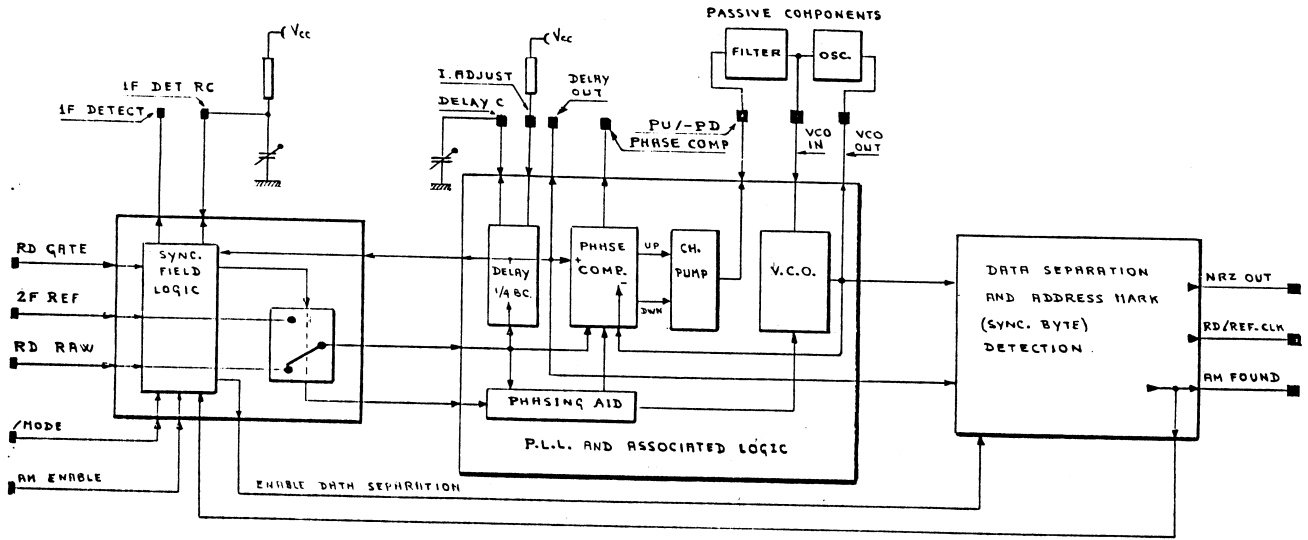 PASSIVE COMPONENTS
Vcc
Vcc
FILTER
OSC.
1F DET RC
1F DETECT
I.ADJUST
DELAY C
DELAY
OUT
PU/-PD
PHASE COMP
VCO
IN
VCO
OUT
RD GATE
2F REF
RD RAW
/MODE
AM ENABLE
SYNC.
FIELD
LOGIC
DELAY
1/4 BC.
PHASE
+ COMP. -
UP
DWN
CH.
PUMP
V.C.O.
PHASING AID
P.L.L. AND ASSOCIATED LOGIC
DATA SEPARATION
AND ADDRESS MARK
(SYNC. BYTE)
DETECTION.
NRZ OUT
RD/REF.CLK
AM FOUND
ENABLE DATA SEPARATION